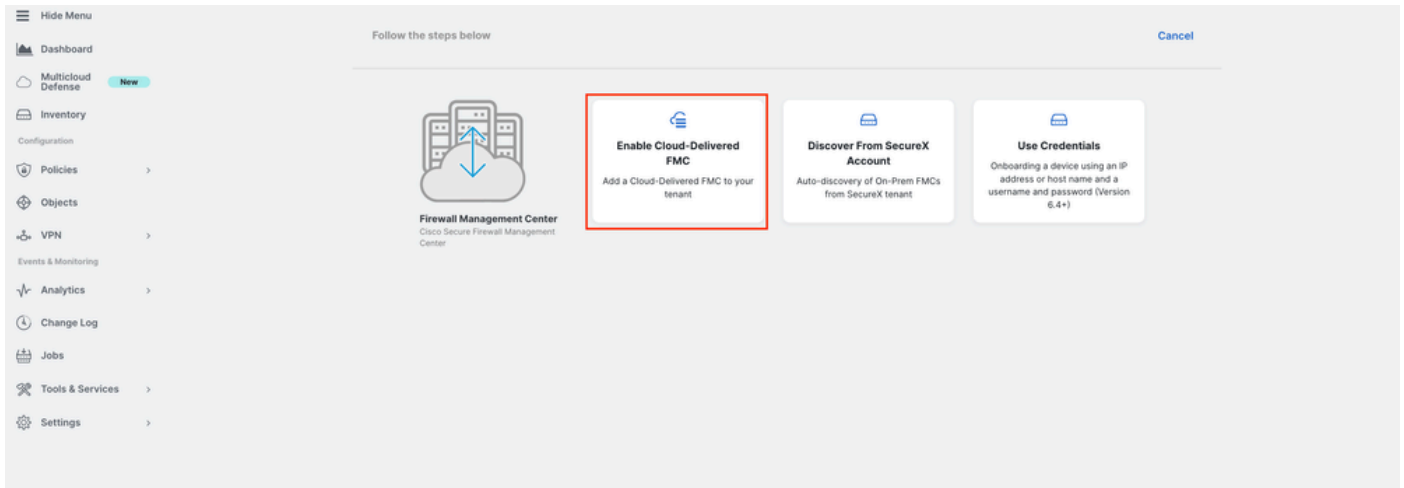 Hide Menu
Dashboard
Multicloud
Defense
New
Inventory
Configuration
Policies
Objects
VPN
Events & Monitoring
Analytics
Change Log
Jobs
Tools & Services
Settings
Follow the steps below
Cancel
Firewall Management Center
Cisco Secure Firewall Management
Center
Enable Cloud-Delivered
FMC
Add a Cloud-Delivered FMC to your
tenant
Discover From SecureX
Account
Auto-discovery of On-Prem FMCs
from SecureX tenant
Use Credentials
Onboarding a device using an IP
address or host name and a
username and password (Version
6.4+)